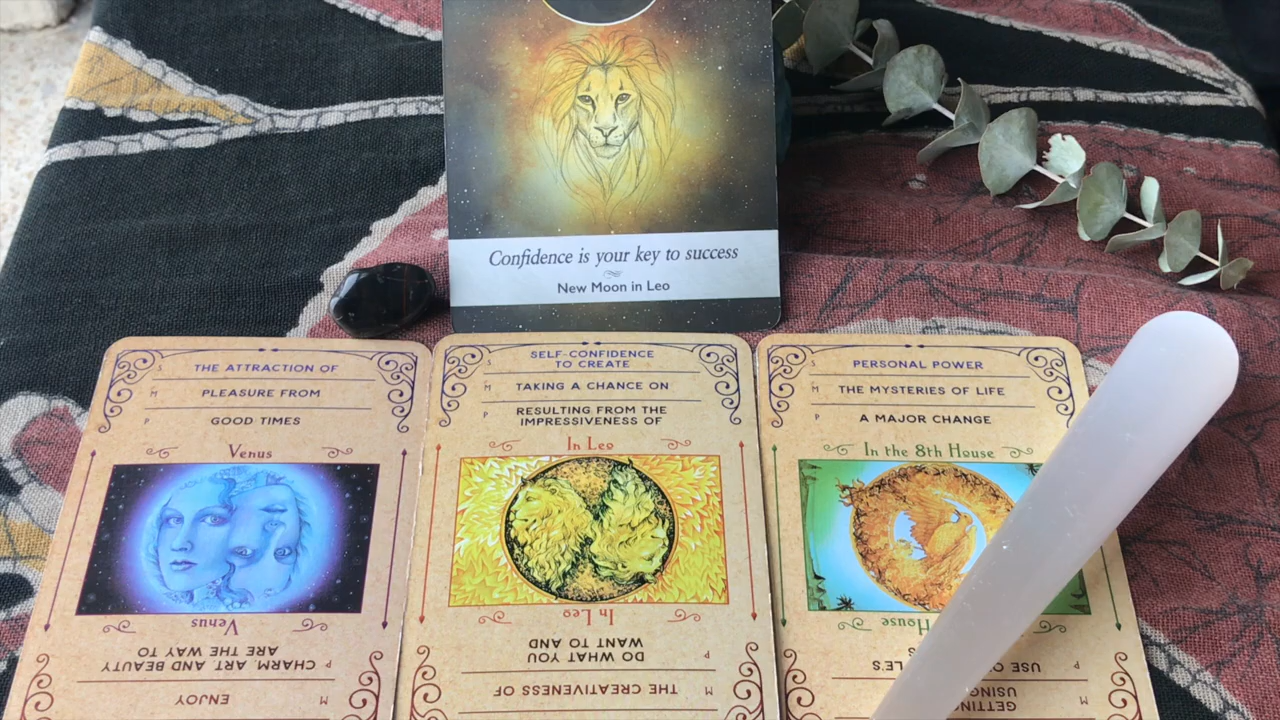 Confidence is your key to success
New Moon in Leo
S THE ATTRACTION OF
M PLEASURE FROM
P GOOD TIMES
Venus
Venus
P CHARM, ART AND BEAUTY
ARE THE WAY TO
M ENJOY
S SELF-CONFIDENCE
TO CREATE
M TAKING A CHANCE ON
P RESULTING FROM THE
IMPRESSIVENESS OF
In Leo
In Leo
P DO WHAT YOU
WANT TO AND
M THE CREATIVENESS OF
S PERSONAL POWER
M THE MYSTERIES OF LIFE
P A MAJOR CHANGE
In the 8th House
House
USE
GETTING
USING